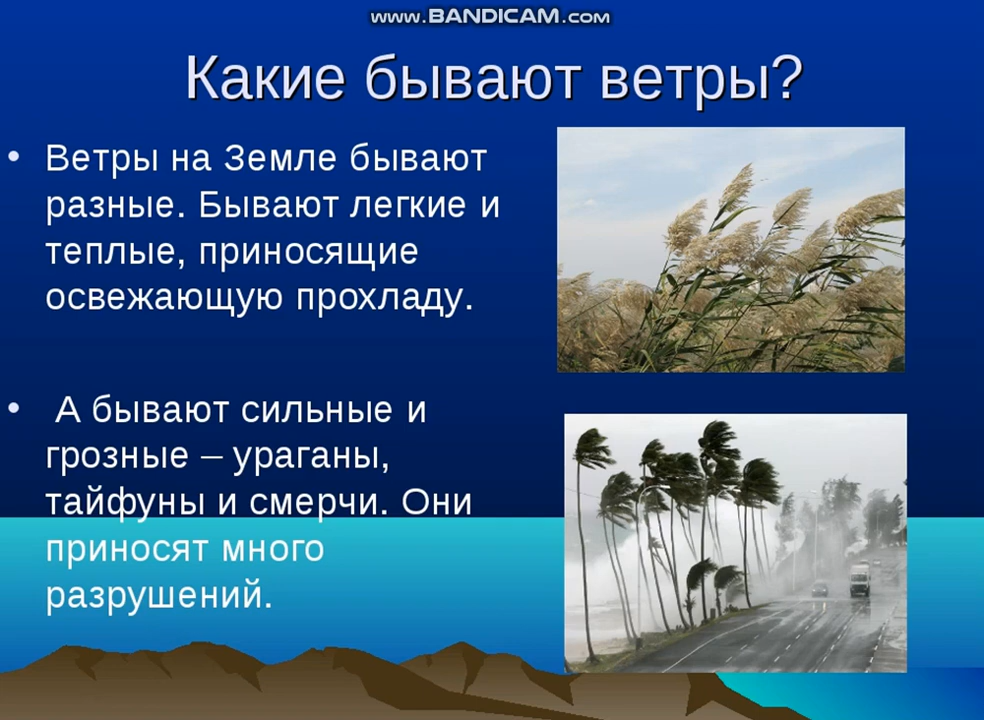 www.BANDICAM.com
Какие бывают ветры?
• Ветры на Земле бывают
разные. Бывают легкие и
теплые, приносящие
освежающую прохладу.
• А бывают сильные и
грозные – ураганы,
тайфуны и смерчи. Они
приносят много
разрушений.